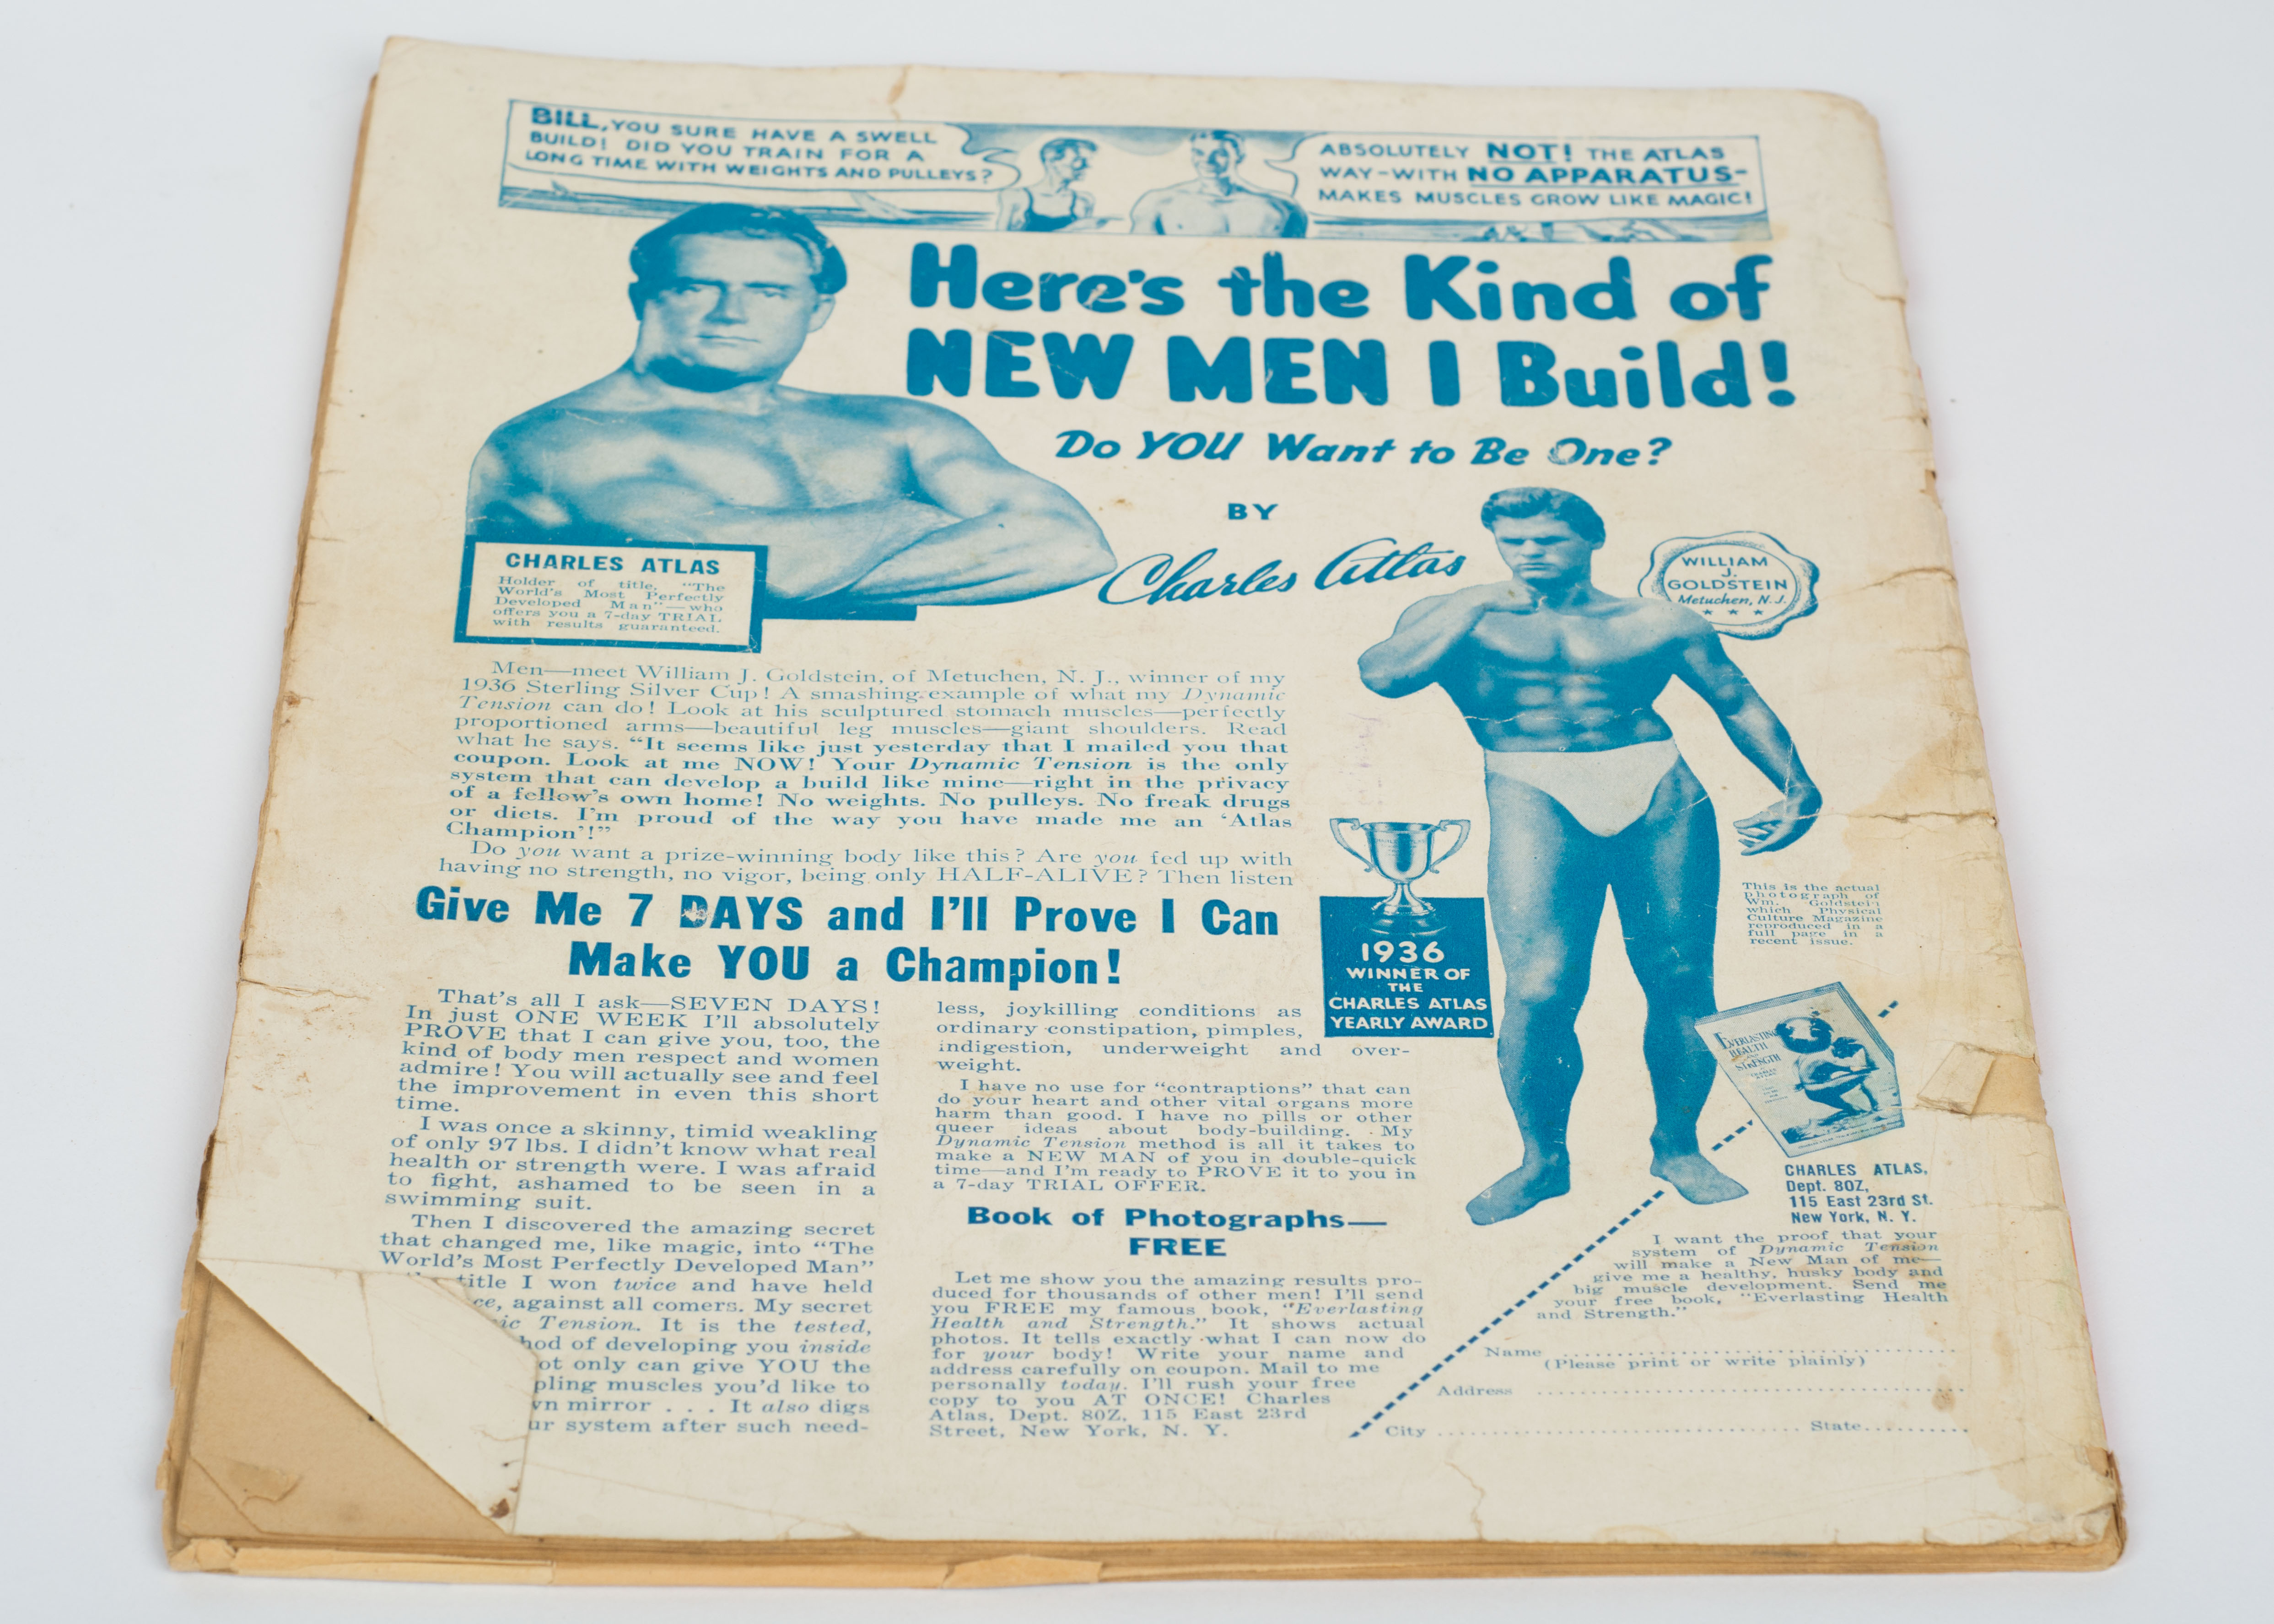 BILL, YOU SURE HAVE A SWELL
BUILD! DID YOU TRAIN FOR A
LONG TIME WITH WEIGHTS AND PULLEYS?
ABSOLUTELY NOT! THE ATLAS
WAY-WITH NO APPARATUS-
MAKES MUSCLES GROW LIKE MAGIC!
Here's the Kind of
NEW MEN I Build!
Do YOU Want to Be One?
BY
Charles Atlas
CHARLES ATLAS
Holder of title, "The
World's Most Perfectly
Developed Man"—who
offers you a 7-day TRIAL
with results guaranteed.
WILLIAM
J.
GOLDSTEIN
Metuchen, N.J.
Men—meet William J. Goldstein, of Metuchen, N. J., winner of my
1936 Sterling Silver Cup! A smashing example of what my Dynamic
Tension can do! Look at his sculptured stomach muscles—perfectly
proportioned arms—beautiful leg muscles—giant shoulders. Read
what he says. "It seems like just yesterday that I mailed you that
coupon. Look at me NOW! Your Dynamic Tension is the only
system that can develop a build like mine—right in the privacy
of a fellow's own home! No weights. No pulleys. No freak drugs
or diets. I'm proud of the way you have made me an 'Atlas
Champion'!"
Do you want a prize-winning body like this? Are you fed up with
having no strength, no vigor, being only HALF-ALIVE? Then listen
Give Me 7 DAYS and I'll Prove I Can
Make YOU a Champion!
1936
WINNER OF
THE
CHARLES ATLAS
YEARLY AWARD
This is the actual
photograph of
Wm. Goldstein
which Physical
Culture Magazine
reproduced in a
full page in a
recent issue.
That's all I ask—SEVEN DAYS!
In just ONE WEEK I'll absolutely
PROVE that I can give you, too, the
kind of body men respect and women
admire! You will actually see and feel
the improvement in even this short
time.
I was once a skinny, timid weakling
of only 97 lbs. I didn't know what real
health or strength were. I was afraid
to fight, ashamed to be seen in a
swimming suit.
Then I discovered the amazing secret
that changed me, like magic, into "The
World's Most Perfectly Developed Man"
title I won twice and have held
against all comers. My secret
Tension. It is the tested,
of developing you inside
only can give YOU the
muscles you'd like to
mirror . . . It also digs
system after such need-
less, joykilling conditions as
ordinary constipation, pimples,
indigestion, underweight and over-
weight.
I have no use for "contraptions" that can
do your heart and other vital organs more
harm than good. I have no pills or other
queer ideas about body-building. My
Dynamic Tension method is all it takes to
make a NEW MAN of you in double-quick
time—and I'm ready to PROVE it to you in
a 7-day TRIAL OFFER.
Book of Photographs—
FREE
Let me show you the amazing results pro-
duced for thousands of other men! I'll send
you FREE my famous book, "Everlasting
Health and Strength." It shows actual
photos. It tells exactly what I can now do
for your body! Write your name and
address carefully on coupon. Mail to me
personally today. I'll rush your free
copy to you AT ONCE! Charles
Atlas, Dept. 80Z, 115 East 23rd
Street, New York, N. Y.
EVERLASTING
HEALTH
STRENGTH
CHARLES ATLAS,
Dept. 80Z,
115 East 23rd St.
New York, N. Y.
I want the proof that your
system of Dynamic Tension
will make a New Man of me—
give me a healthy, husky body and
big muscle development. Send me
your free book, "Everlasting Health
and Strength."
Name
(Please print or write plainly)
Address
City State